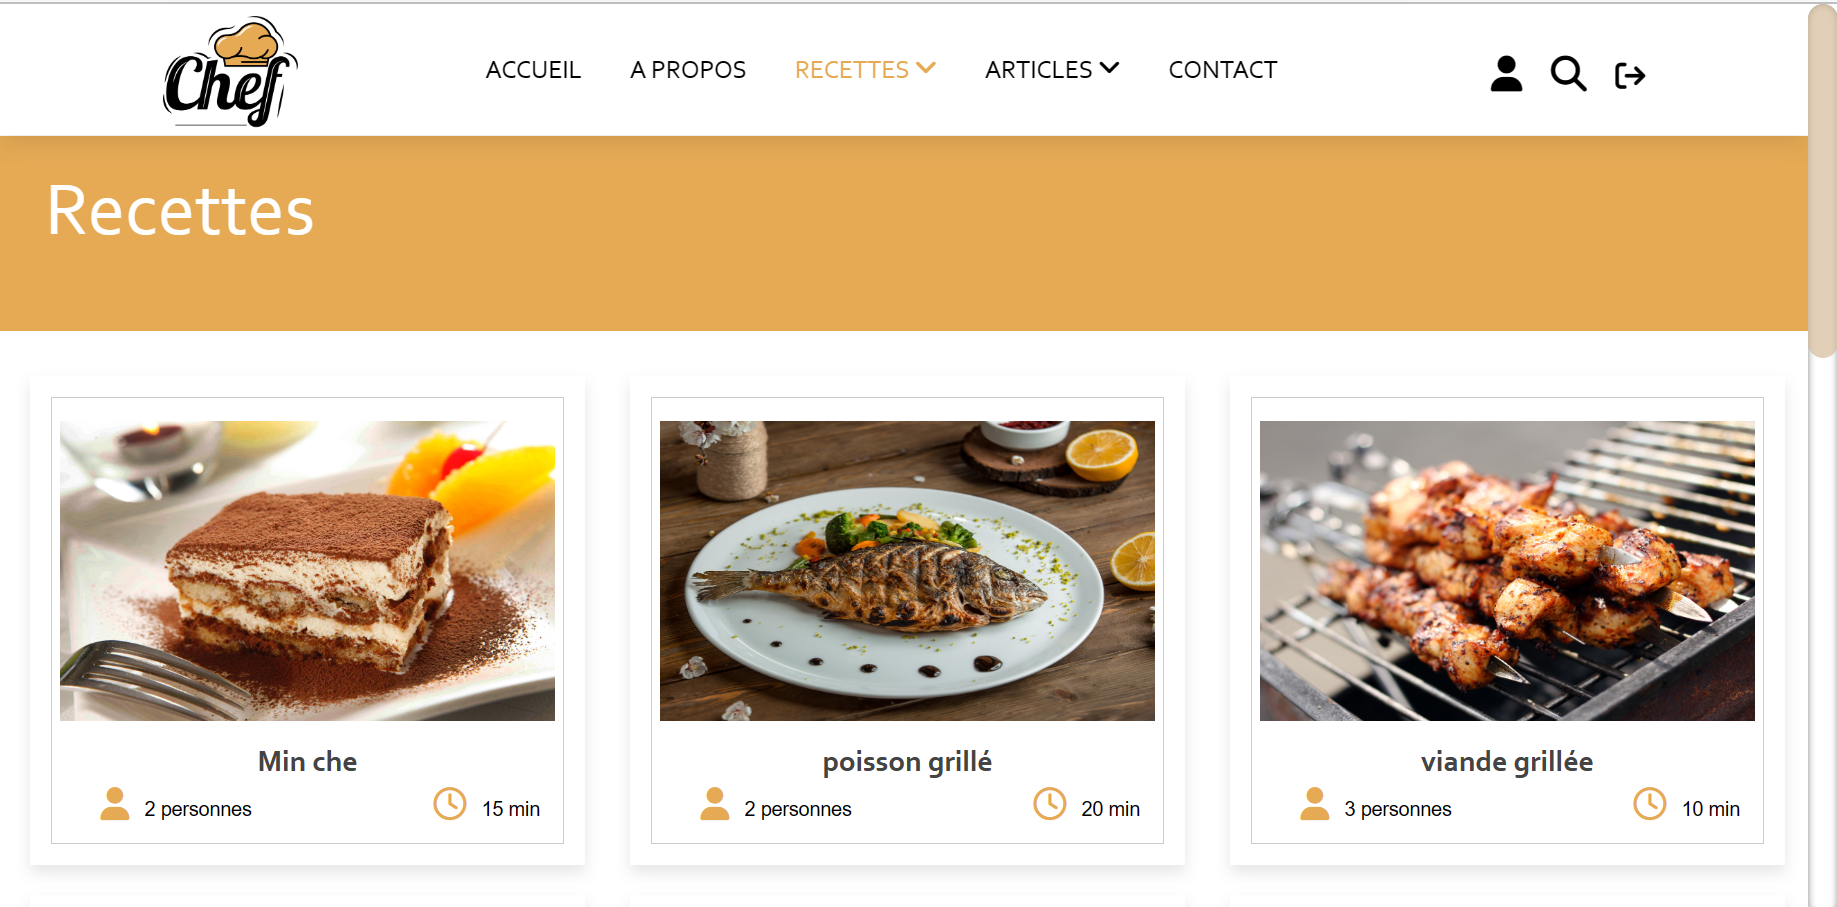 Chef
ACCUEIL A PROPOS RECETTES ARTICLES CONTACT
Recettes
Min che
2 personnes 15 min
poisson grillé
2 personnes 20 min
viande grillée
3 personnes 10 min